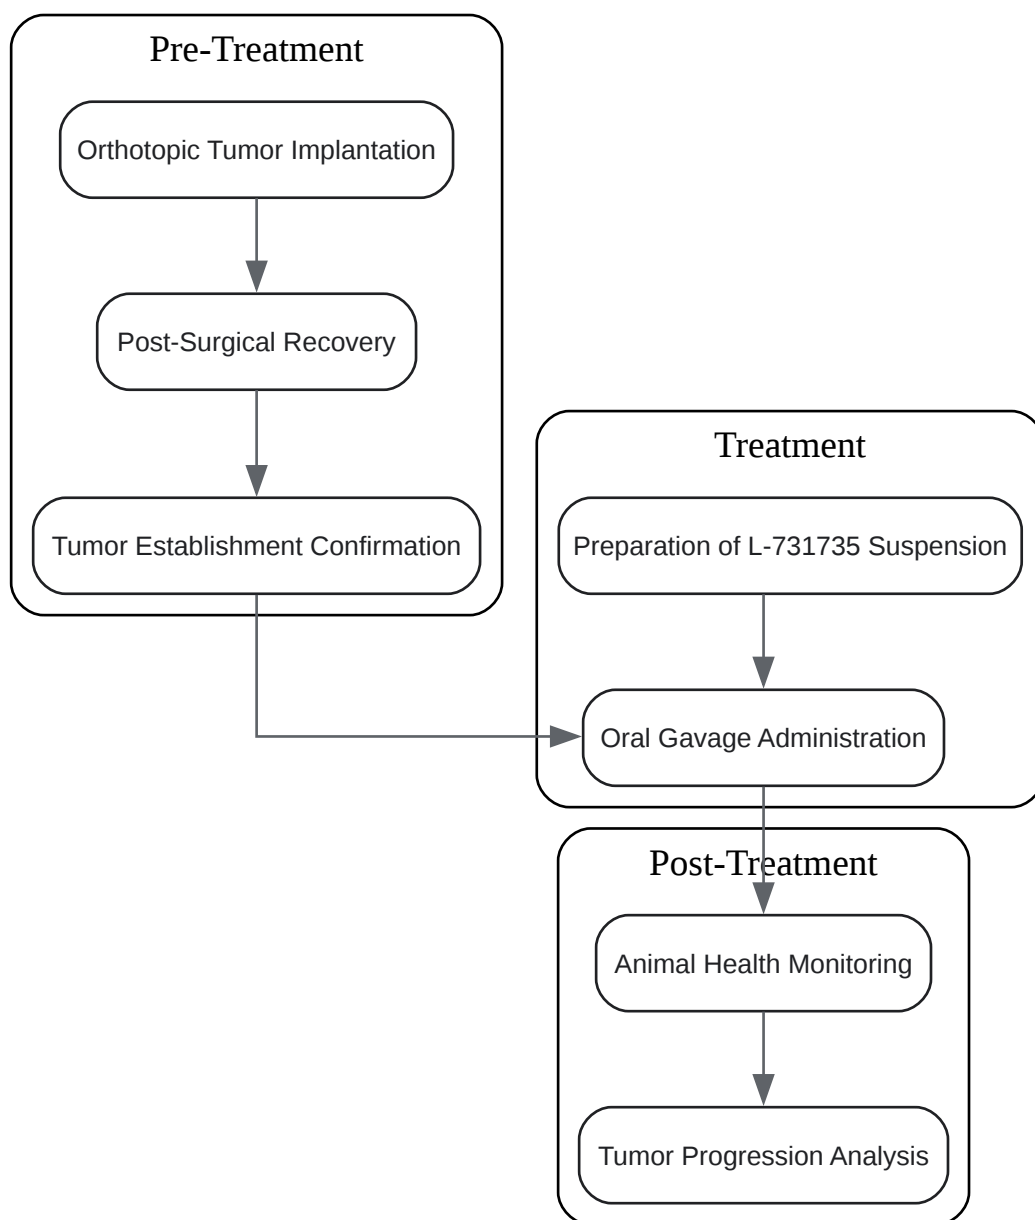 Pre-Treatment
Orthotopic Tumor Implantation
Post-Surgical Recovery
Tumor Establishment Confirmation
Treatment
Preparation of L-731735 Suspension
Oral Gavage Administration
Post-Treatment
Animal Health Monitoring
Tumor Progression Analysis